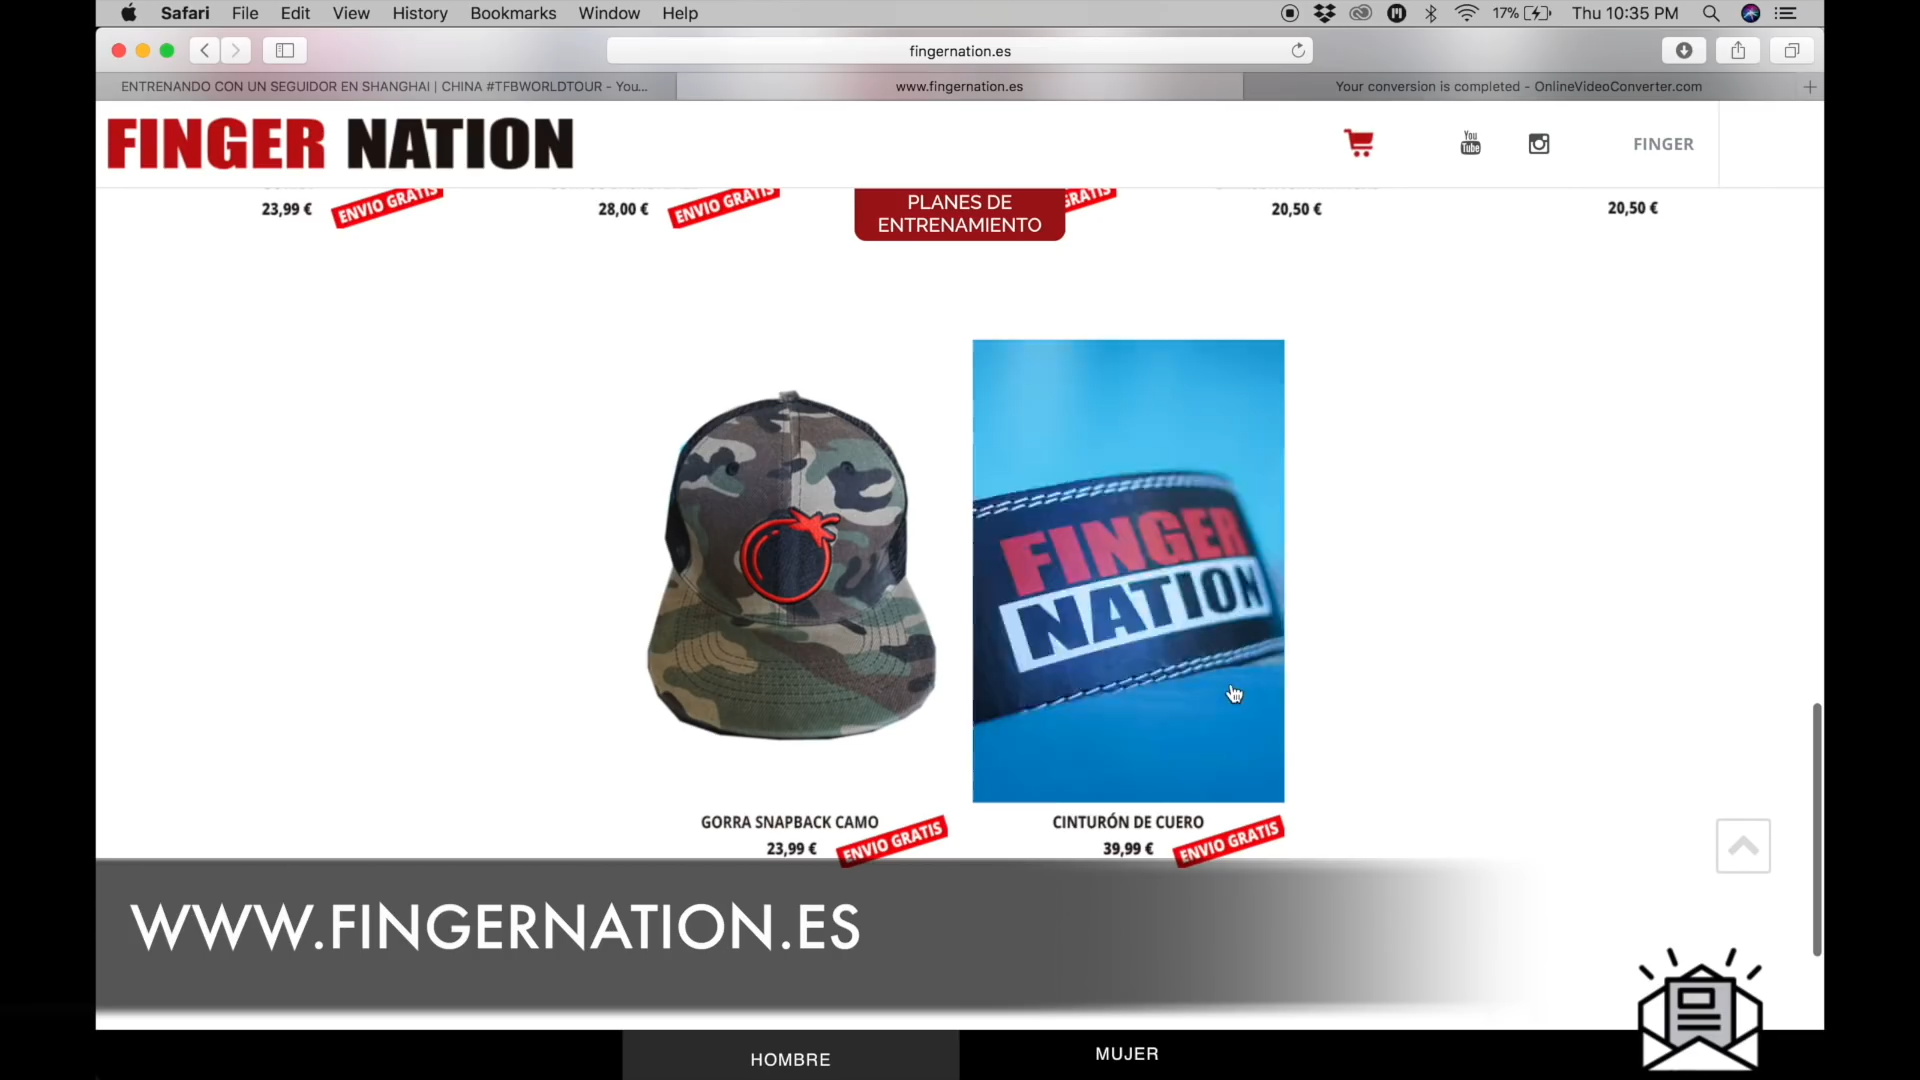 Safari File Edit View History Bookmarks Window Help 17% Thu 10:35 PM
fingernation.es
ENTRENANDO CON UN SEGUIDOR EN SHANGHAI | CHINA #TFBWORLDTOUR - You... www.fingernation.es Your conversion is completed - OnlineVideoConverter.com
FINGER NATION You Tube FINGER
23,99 € ENVIO GRATIS 28,00 € ENVIO GRATIS GRATIS 20,50 € 20,50 €
PLANES DE
ENTRENAMIENTO
FINGER
NATION
GORRA SNAPBACK CAMO CINTURÓN DE CUERO
23,99 € ENVIO GRATIS 39,99 € ENVIO GRATIS
WWW.FINGERNATION.ES
HOMBRE MUJER